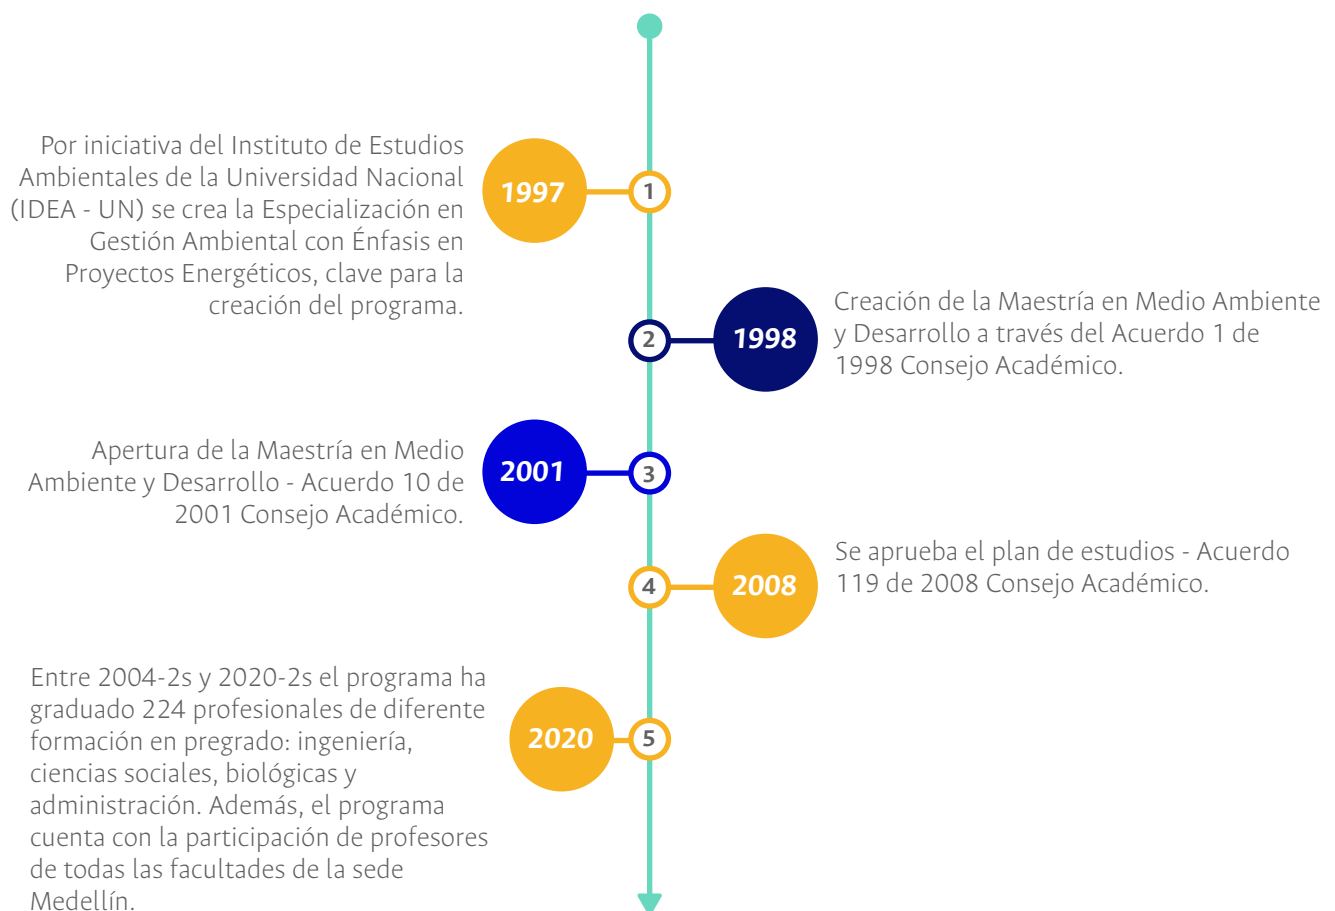 Por iniciativa del Instituto de Estudios
Ambientales de la Universidad Nacional
(IDEA - UN) se crea la Especialización en
Gestión Ambiental con Énfasis en
Proyectos Energéticos, clave para la
creación del programa.
1997
1
2
1998
Creación de la Maestría en Medio Ambiente
y Desarrollo a través del Acuerdo 1 de
1998 Consejo Académico.
Apertura de la Maestría en Medio
Ambiente y Desarrollo - Acuerdo 10 de
2001 Consejo Académico.
2001
3
4
2008
Se aprueba el plan de estudios - Acuerdo
119 de 2008 Consejo Académico.
Entre 2004-2s y 2020-2s el programa ha
graduado 224 profesionales de diferente
formación en pregrado: ingeniería,
ciencias sociales, biológicas y
administración. Además, el programa
cuenta con la participación de profesores
de todas las facultades de la sede
Medellín.
2020
5